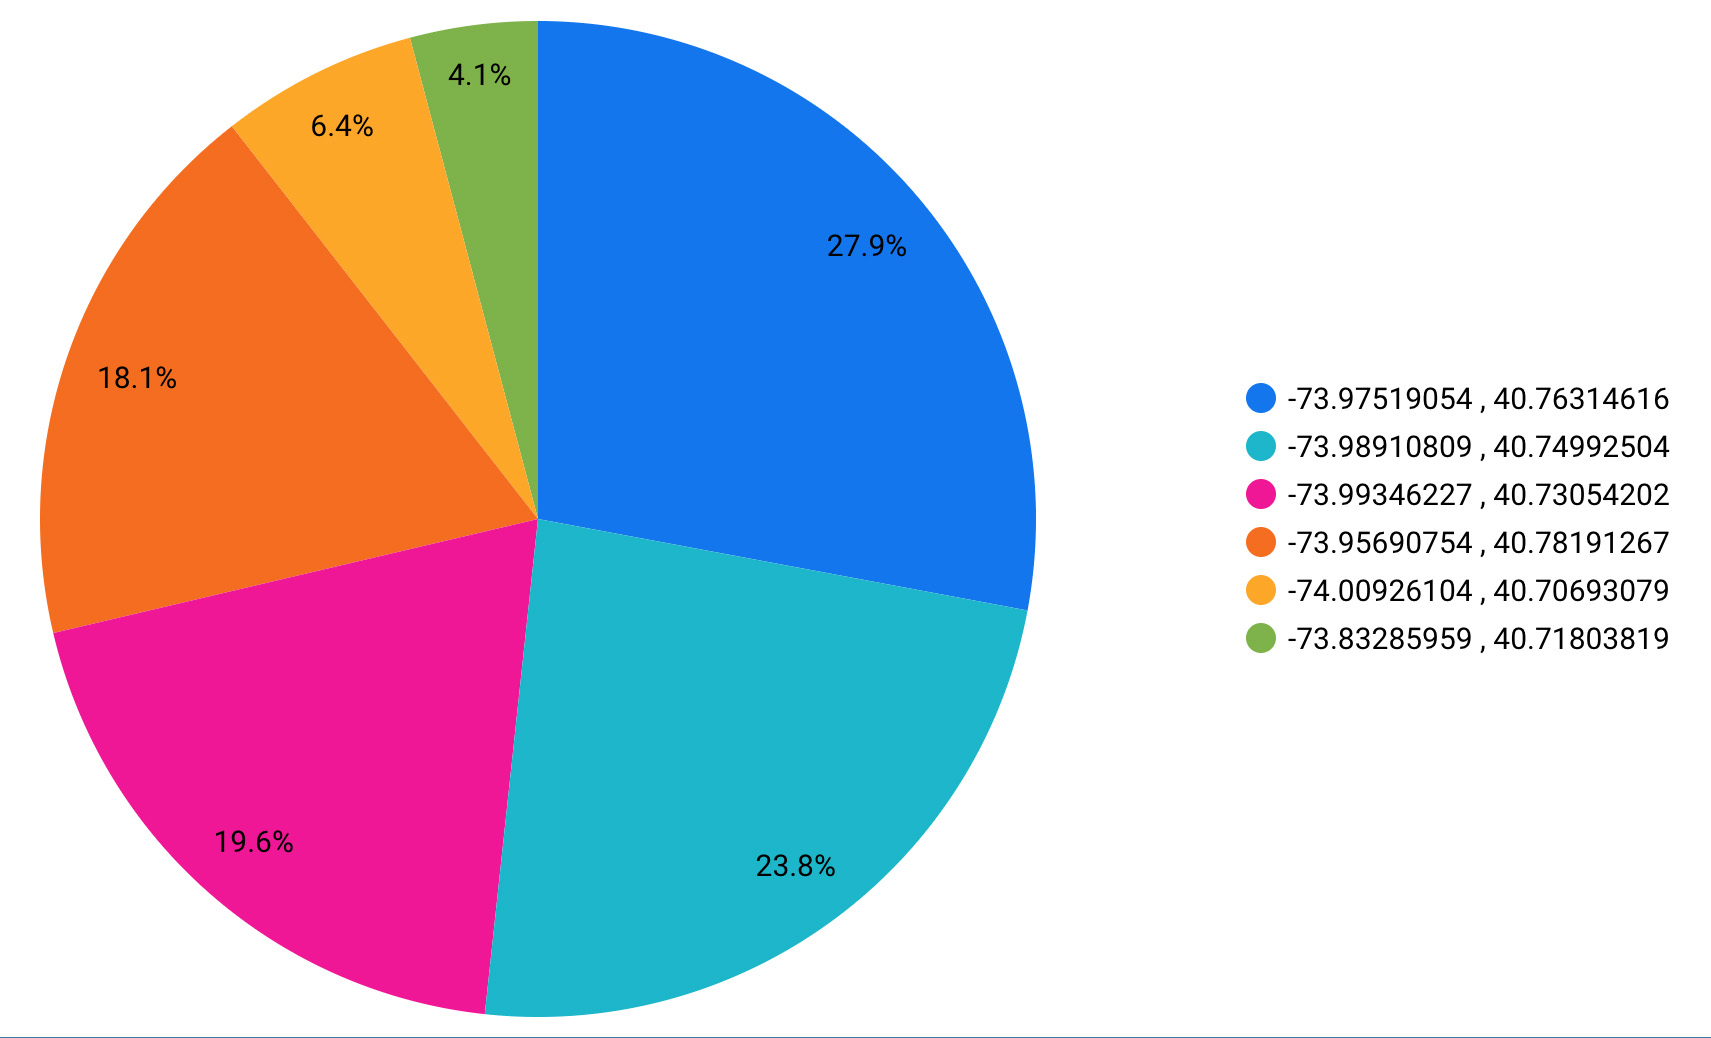 4.1%
6.4%
27.9%
18.1%
19.6%
23.8%
-73.97519054 , 40.76314616
-73.98910809 , 40.74992504
-73.99346227 , 40.73054202
-73.95690754 , 40.78191267
-74.00926104 , 40.70693079
-73.83285959 , 40.71803819